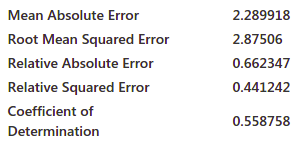 Mean Absolute Error 2.289918
Root Mean Squared Error 2.87506
Relative Absolute Error 0.662347
Relative Squared Error 0.441242
Coefficient of
Determination 0.558758